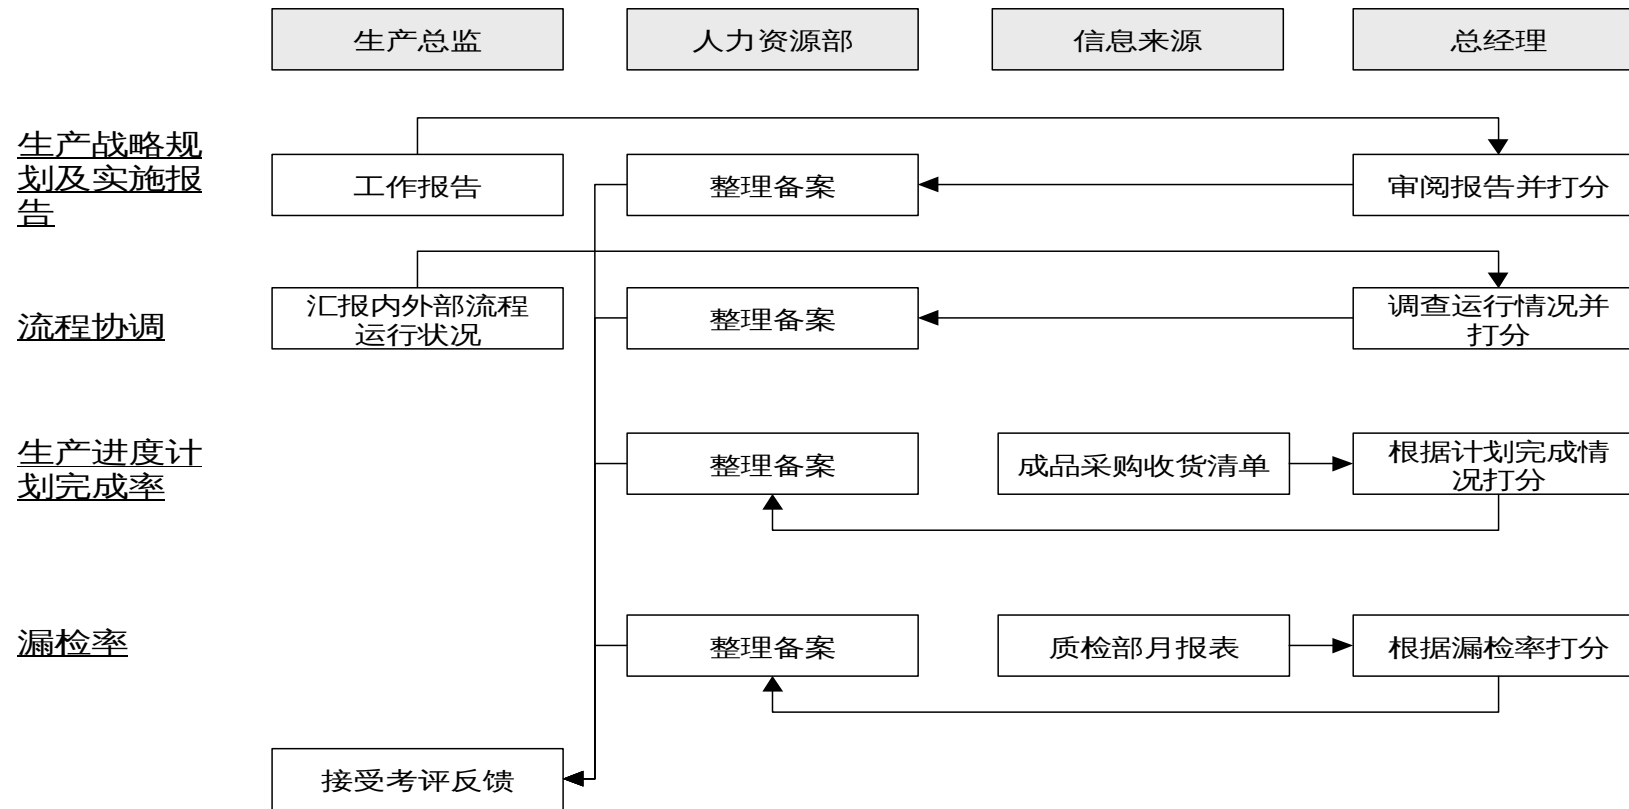 生产总监
人力资源部
信息来源
总经理
生产战略规
划及实施报
告
工作报告
整理备案
审阅报告并打分
流程协调
汇报内外部流程
运行状况
整理备案
调查运行情况并
打分
生产进度计
划完成率
整理备案
成品采购收货清单
根据计划完成情
况打分
漏检率
整理备案
质检部月报表
根据漏检率打分
接受考评反馈